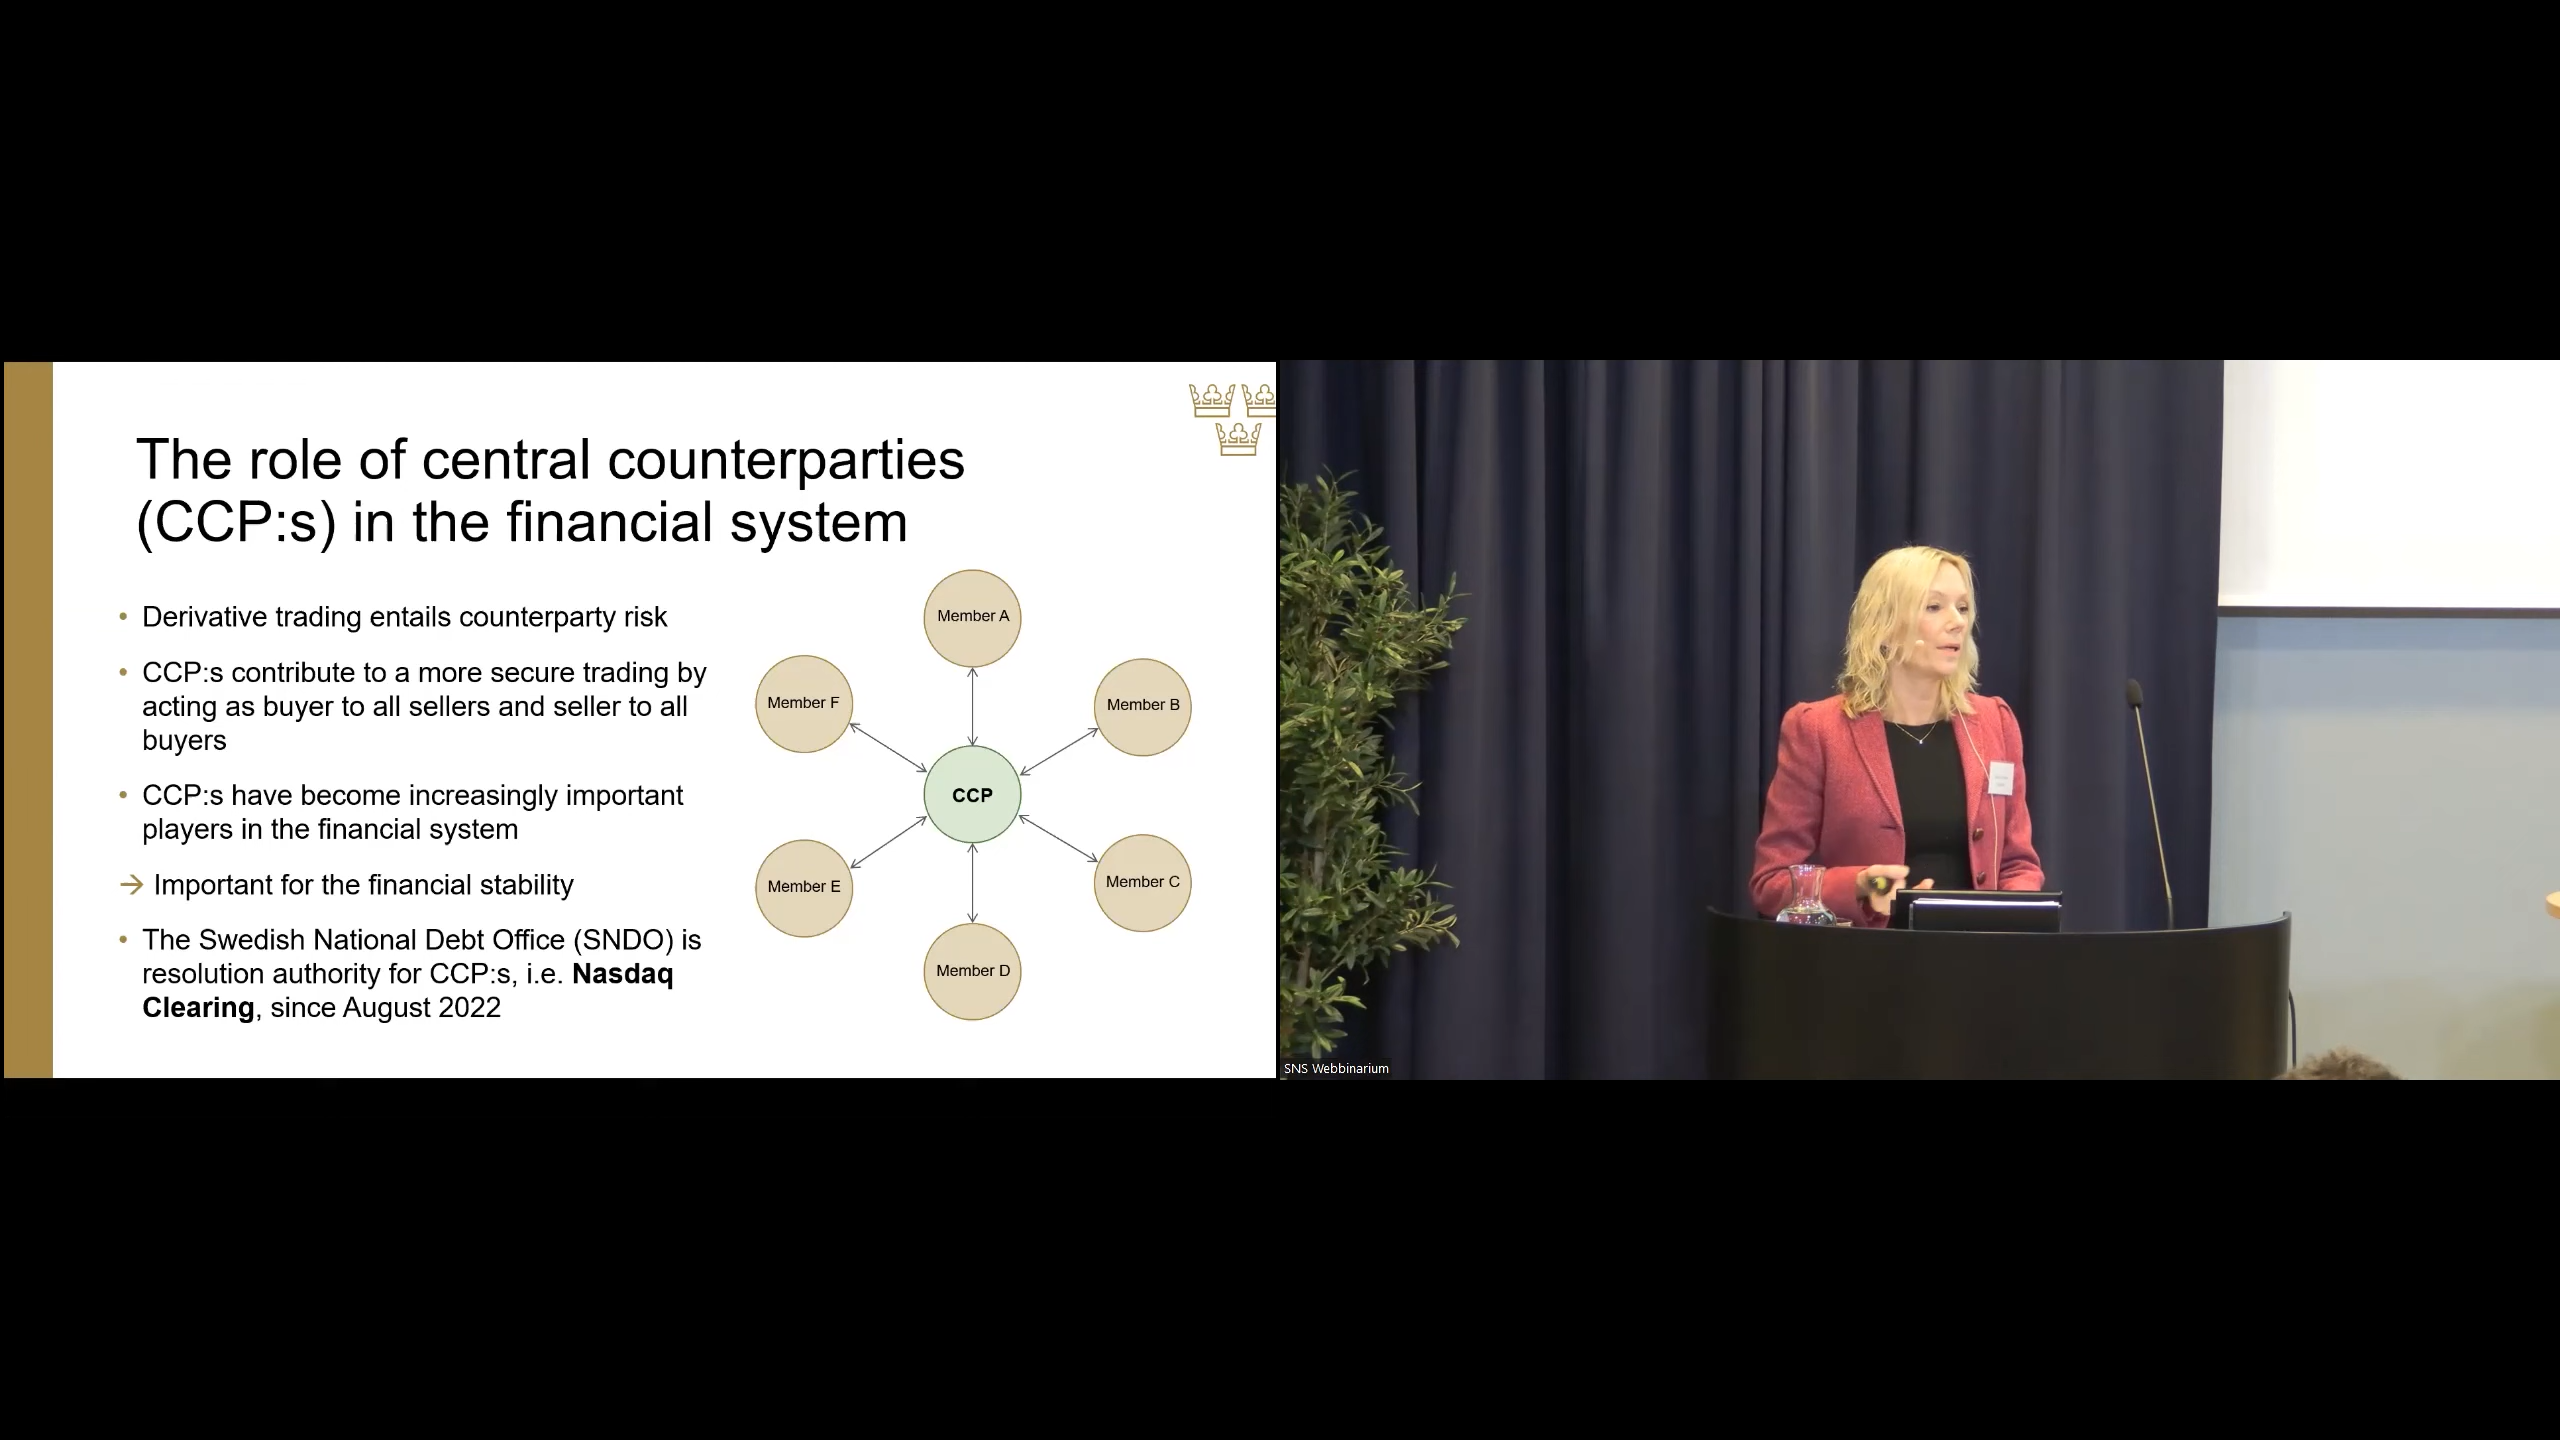 The role of central counterparties
(CCP:s) in the financial system
• Derivative trading entails counterparty risk
• CCP:s contribute to a more secure trading by
acting as buyer to all sellers and seller to all
buyers
• CCP:s have become increasingly important
players in the financial system
→ Important for the financial stability
• The Swedish National Debt Office (SNDO) is
resolution authority for CCP:s, i.e. Nasdaq
Clearing, since August 2022
Member A
Member B
Member C
Member D
Member E
Member F
CCP
SNS Webbinarium